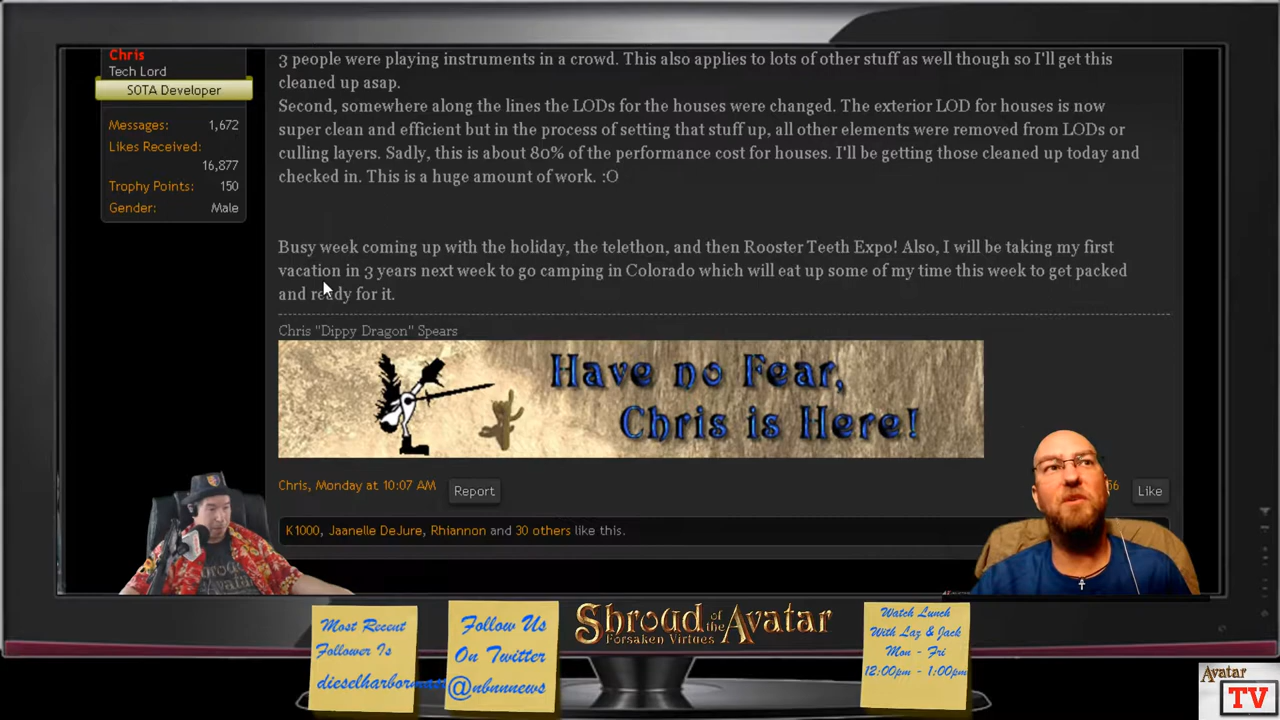 Chris
Tech Lord
SOTA Developer
Messages: 1,672
Likes Received:
16,877
Trophy Points: 150
Gender: Male
3 people were playing instruments in a crowd. This also applies to lots of other stuff as well though so I'll get this
cleaned up asap.
Second, somewhere along the lines the LODs for the houses were changed. The exterior LOD for houses is now
super clean and efficient but in the process of setting that stuff up, all other elements were removed from LODs or
culling layers. Sadly, this is about 80% of the performance cost for houses. I'll be getting those cleaned up today and
checked in. This is a huge amount of work. :O
Busy week coming up with the holiday, the telethon, and then Rooster Teeth Expo! Also, I will be taking my first
vacation in 3 years next week to go camping in Colorado which will eat up some of my time this week to get packed
and ready for it.
Chris "Dippy Dragon" Spears
Have no Fear,
Chris is Here!
Chris, Monday at 10:07 AM
Report
Like
K1000, Jaanelle DeJure, Rhiannon and 30 others like this.
Most Recent
Follower Is
Follow Us
On Twitter
@nbnnnews
Shroud of the Avatar
Forsaken Virtues
Watch Lunch
With Laz & Jack
Mon - Fri
12:00pm - 1:00pm
Avatar
TV